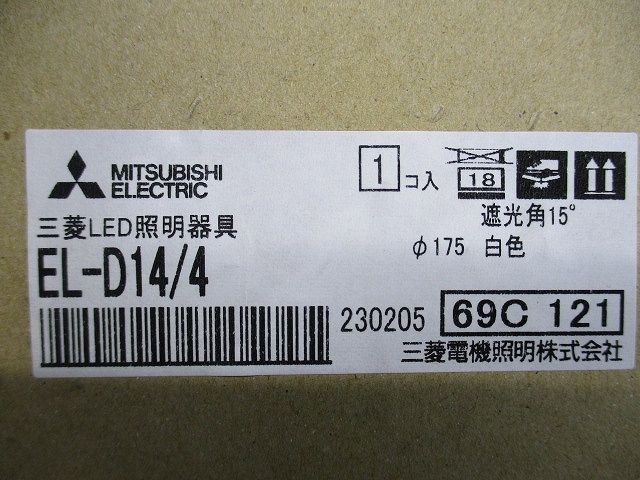 MITSUBISHI
ELECTRIC
1 コ入
18
三菱LED照明器具
遮光角15°
EL-D14/4
φ175 白色
230205
69C 121
三菱電機照明株式会社